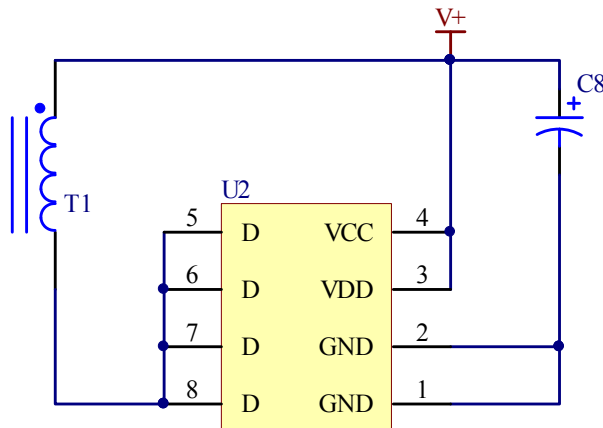 V+
C8
+
T1
U2
5 D VCC 4
6 D VDD 3
7 D GND 2
8 D GND 1